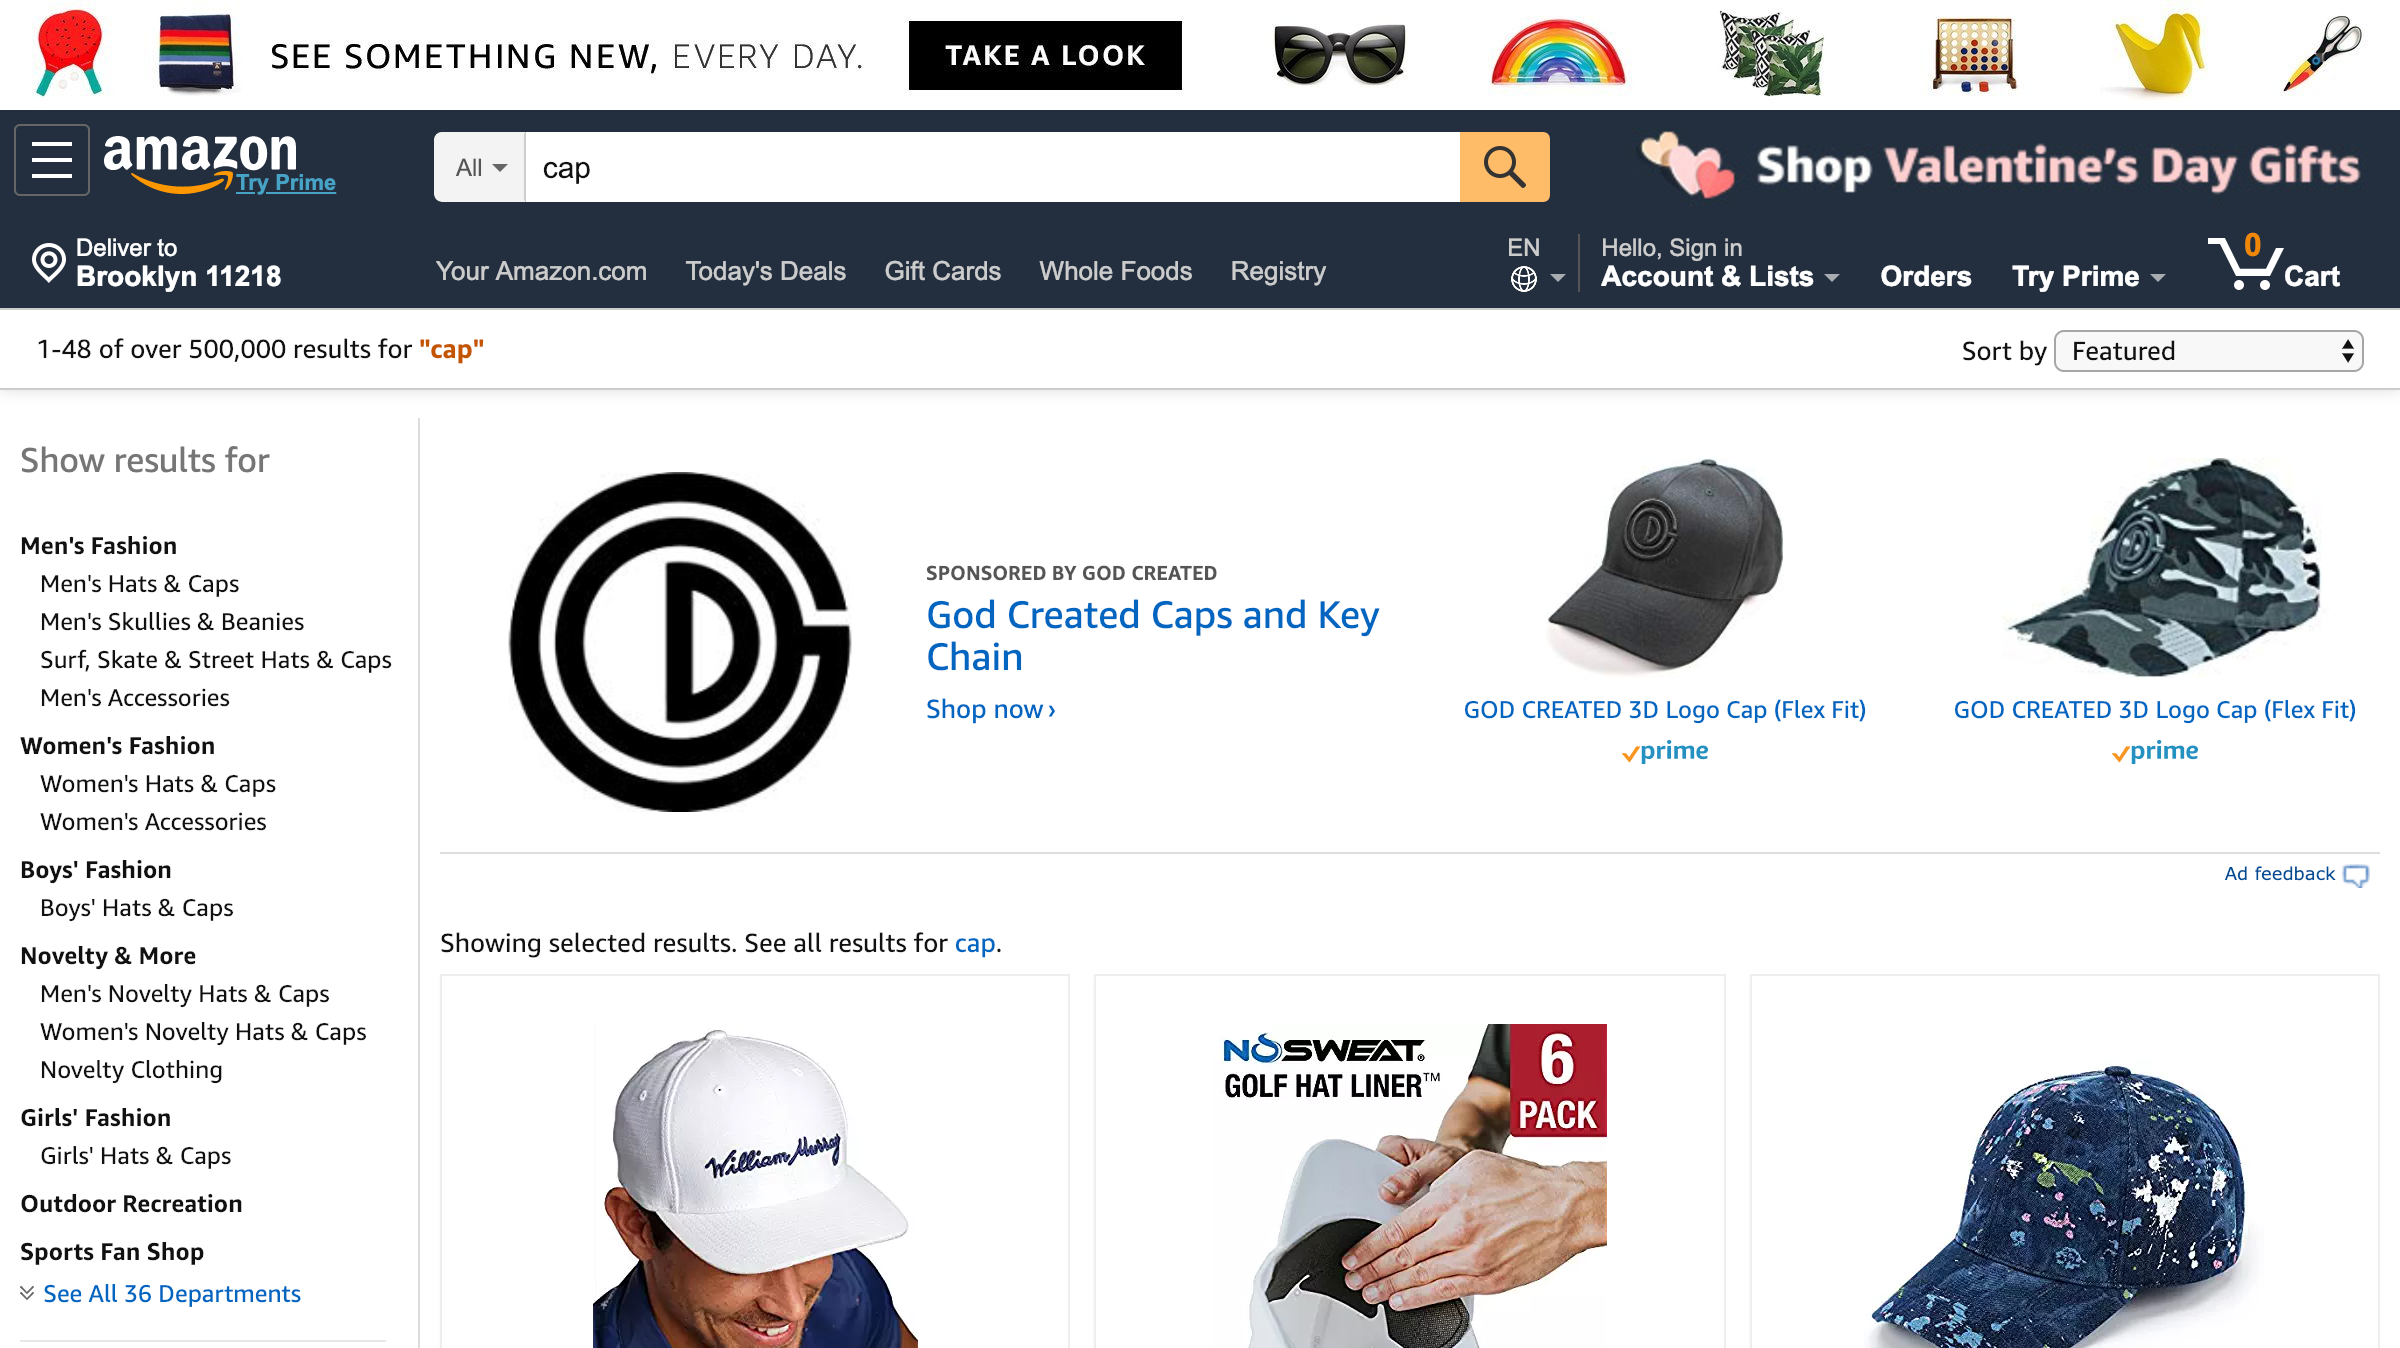 SEE SOMETHING NEW, EVERY DAY.
TAKE A LOOK
amazon
Try Prime
All
cap
Shop Valentine's Day Gifts
Deliver to
Brooklyn 11218
Your Amazon.com
Today's Deals
Gift Cards
Whole Foods
Registry
EN
Hello, Sign in
Account & Lists
Orders
Try Prime
0
Cart
1-48 of over 500,000 results for "cap"
Sort by Featured
Show results for
Men's Fashion
Men's Hats & Caps
Men's Skullies & Beanies
Surf, Skate & Street Hats & Caps
Men's Accessories
Women's Fashion
Women's Hats & Caps
Women's Accessories
Boys' Fashion
Boys' Hats & Caps
Novelty & More
Men's Novelty Hats & Caps
Women's Novelty Hats & Caps
Novelty Clothing
Girls' Fashion
Girls' Hats & Caps
Outdoor Recreation
Sports Fan Shop
See All 36 Departments
SPONSORED BY GOD CREATED
God Created Caps and Key
Chain
Shop now ›
GOD CREATED 3D Logo Cap (Flex Fit)
prime
GOD CREATED 3D Logo Cap (Flex Fit)
prime
Ad feedback
Showing selected results. See all results for cap.
William Murray
NOSWEAT.
GOLF HAT LINER™
6
PACK